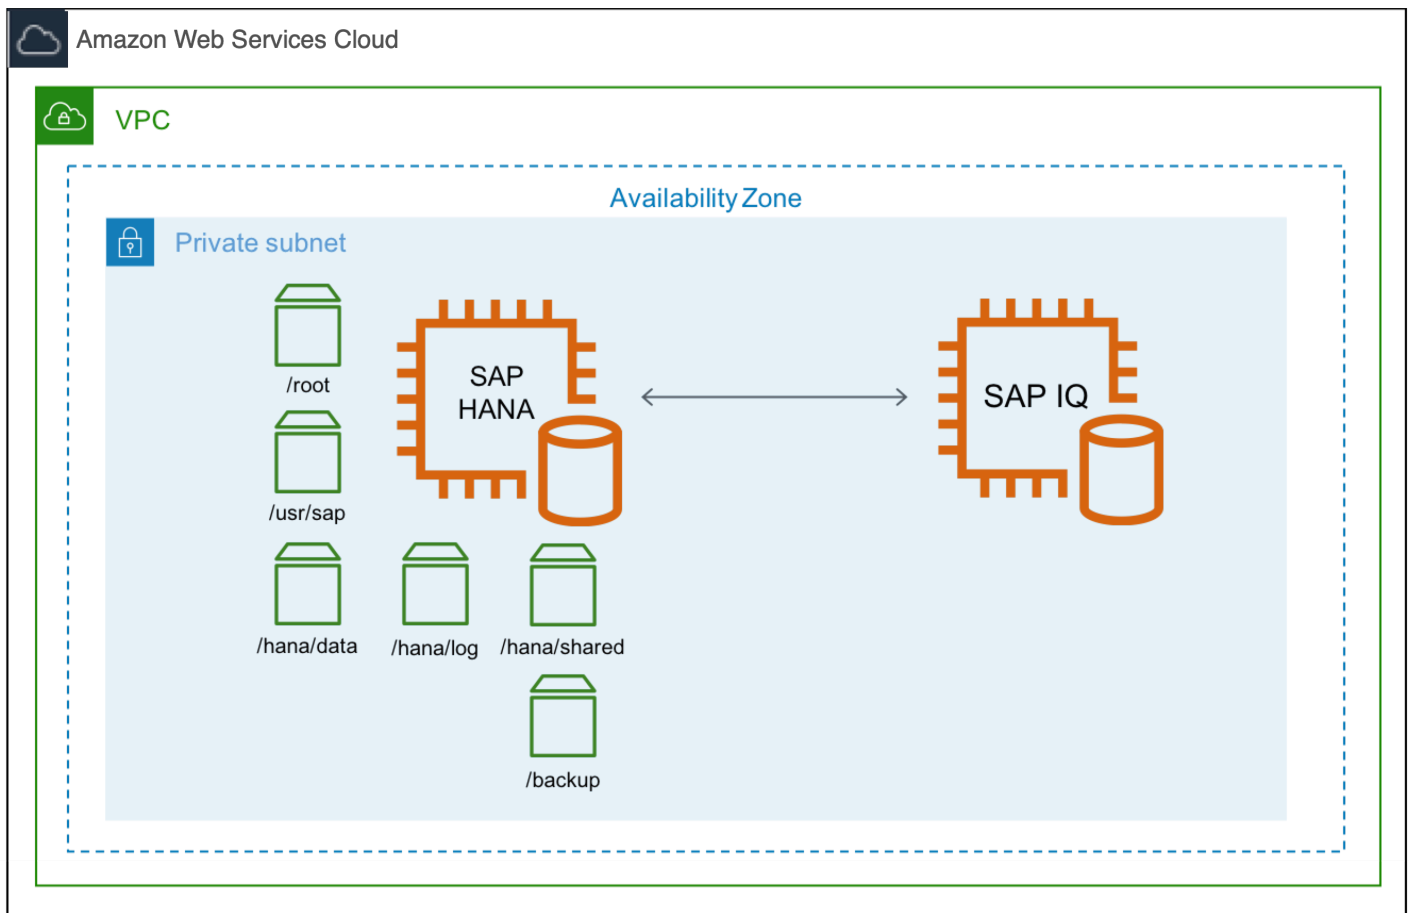 Amazon Web Services Cloud
VPC
Availability Zone
Private subnet
/root
SAP
HANA
SAP IQ
/usr/sap
/hana/data
/hana/log
/hana/shared
/backup